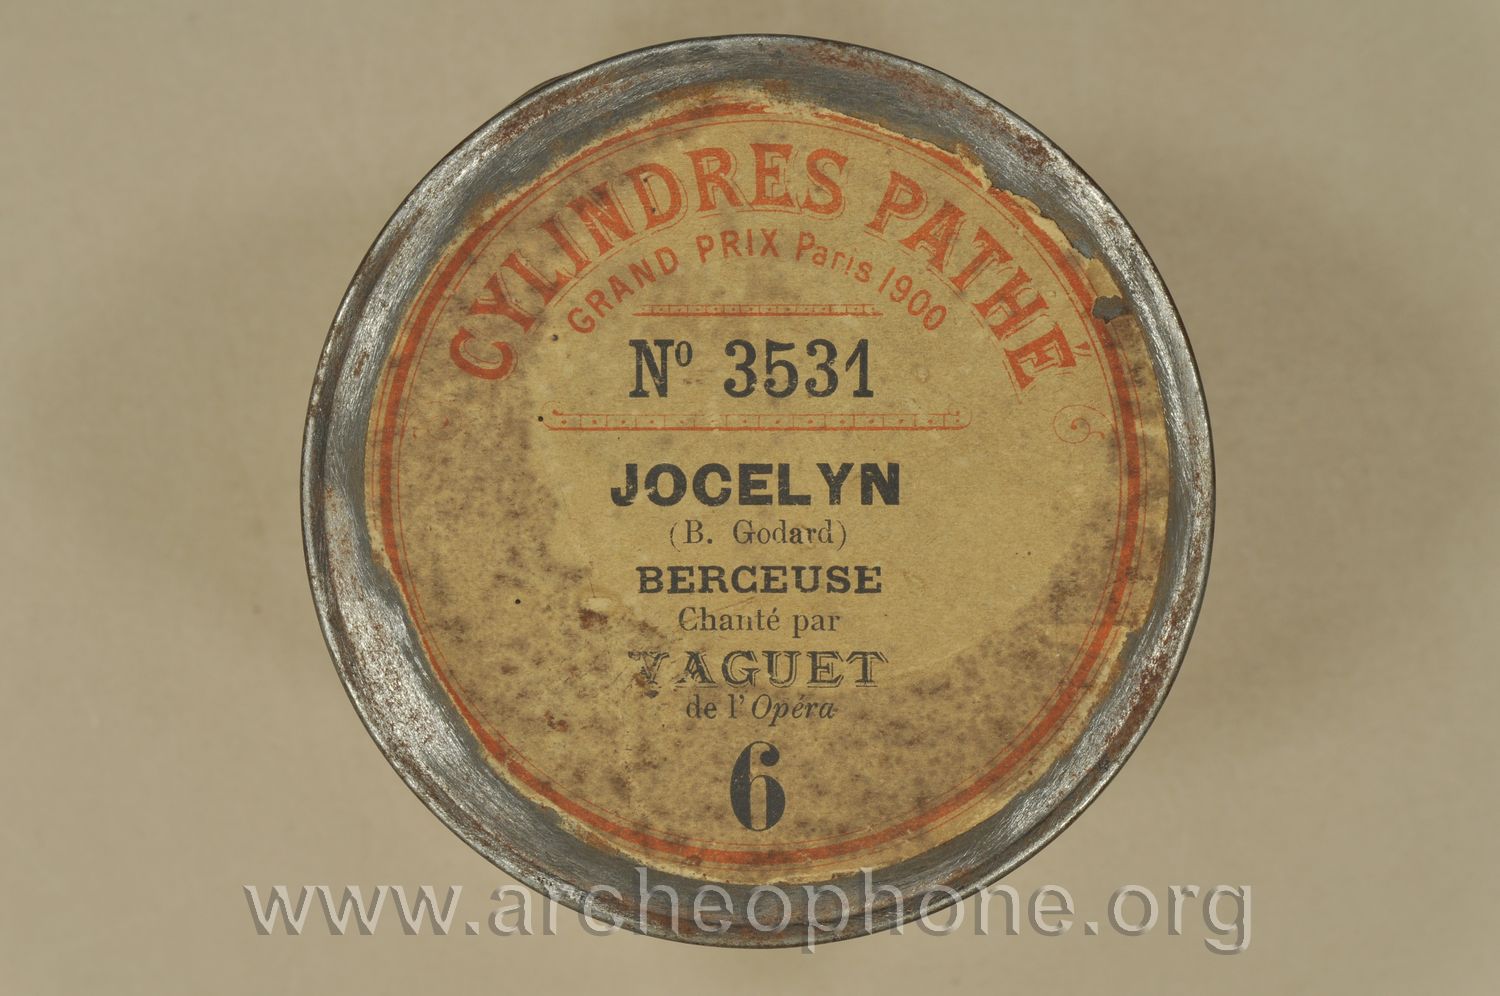 CYLINDRES PATHÉ
GRAND PRIX Paris 1900
Nº 3531
JOCELYN
(B. Godard)
BERCEUSE
Chanté par
VAGUET
de l'Opéra
6
www.archeophone.org